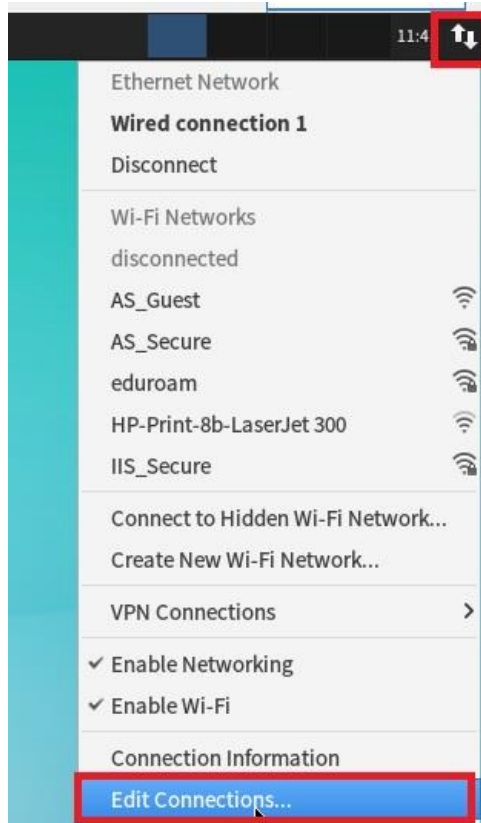 11:4
Ethernet Network
Wired connection 1
Disconnect
Wi-Fi Networks
disconnected
AS_Guest
AS_Secure
eduroam
HP-Print-8b-LaserJet 300
IIS_Secure
Connect to Hidden Wi-Fi Network...
Create New Wi-Fi Network...
VPN Connections
Enable Networking
Enable Wi-Fi
Connection Information
Edit Connections...